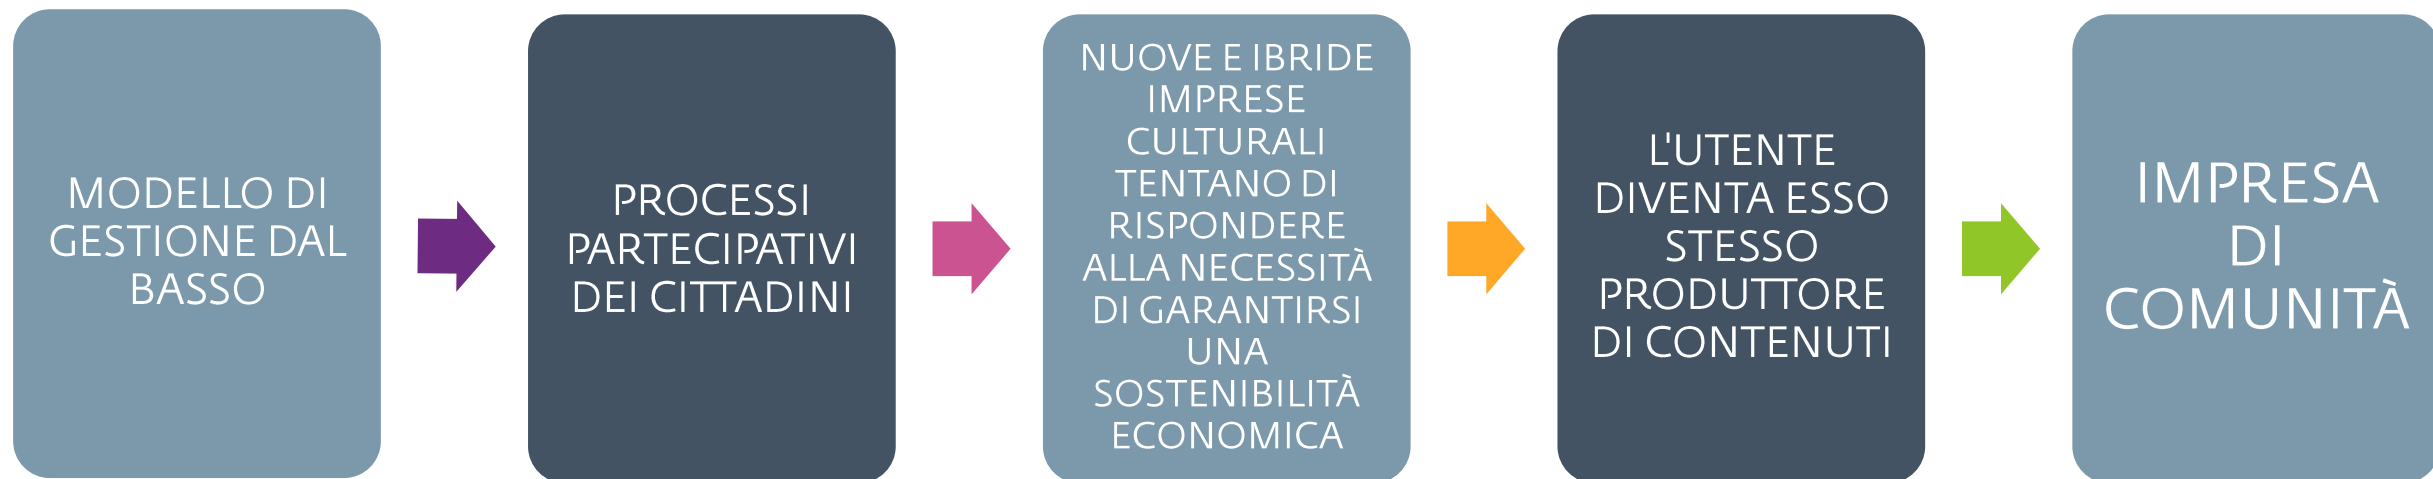 MODELLO DI
GESTIONE DAL
BASSO
PROCESSI
PARTECIPATIVI
DEI CITTADINI
NUOVE E IBRIDE
IMPRESE
CULTURALI
TENTANO DI
RISPONDERE
ALLA NECESSITÀ
DI GARANTIRSI
UNA
SOSTENIBILITÀ
ECONOMICA
L'UTENTE
DIVENTA ESSO
STESSO
PRODUTTORE
DI CONTENUTI
IMPRESA
DI
COMUNITÀ